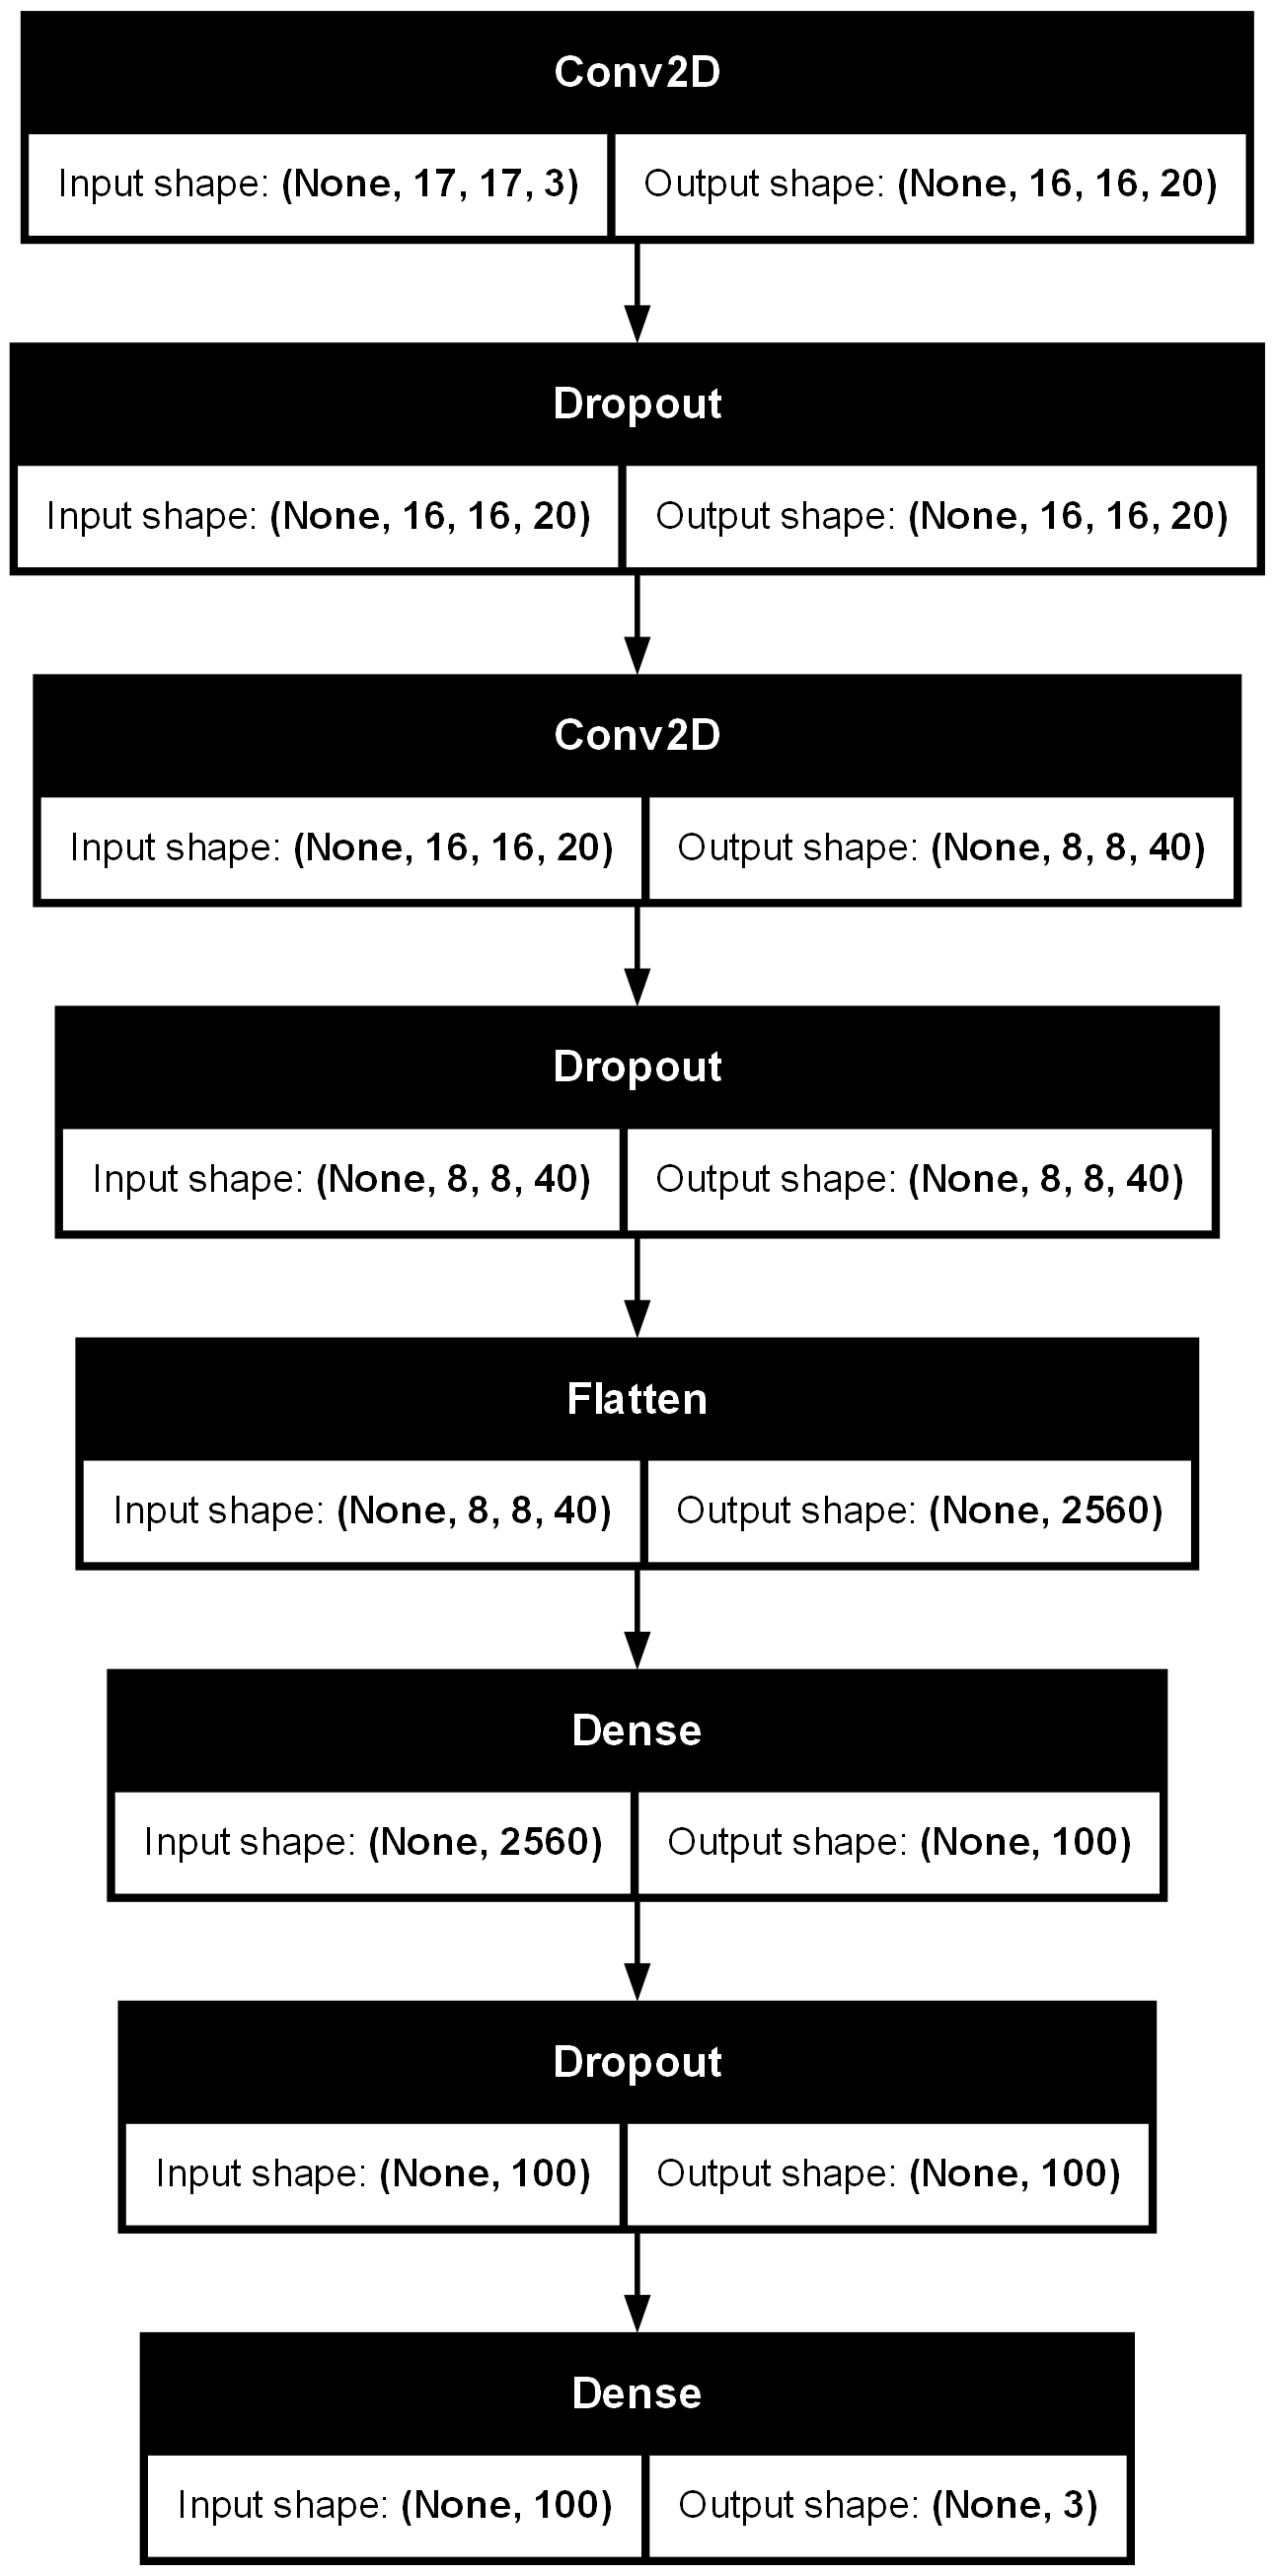 Conv2D
Input shape: (None, 17, 17, 3) Output shape: (None, 16, 16, 20)
Dropout
Input shape: (None, 16, 16, 20) Output shape: (None, 16, 16, 20)
Conv2D
Input shape: (None, 16, 16, 20) Output shape: (None, 8, 8, 40)
Dropout
Input shape: (None, 8, 8, 40) Output shape: (None, 8, 8, 40)
Flatten
Input shape: (None, 8, 8, 40) Output shape: (None, 2560)
Dense
Input shape: (None, 2560) Output shape: (None, 100)
Dropout
Input shape: (None, 100) Output shape: (None, 100)
Dense
Input shape: (None, 100) Output shape: (None, 3)